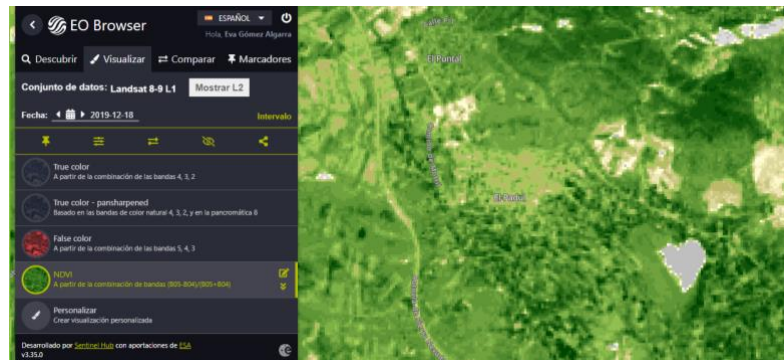 EO Browser
ESPAÑOL
Hola, Eva Gómez Algarra
Descubrir Visualizar Comparar Marcadores
Conjunto de datos: Landsat 8-9 L1 Mostrar L2
Fecha: 2019-12-18 Intervalo
True color
A partir de la combinación de las bandas 4, 3, 2
True color - pansharpened
Basado en las bandas de color natural 4, 3, 2, y en la pancromática 8
False color
A partir de la combinación de las bandas 5, 4, 3
NDVI
A partir de la combinación de bandas (B05-B04)/(B05+B04)
Personalizar
Crear visualización personalizada
Desarrollado por Sentinel Hub con aportaciones de ESA
v3.35.0
El Puntal